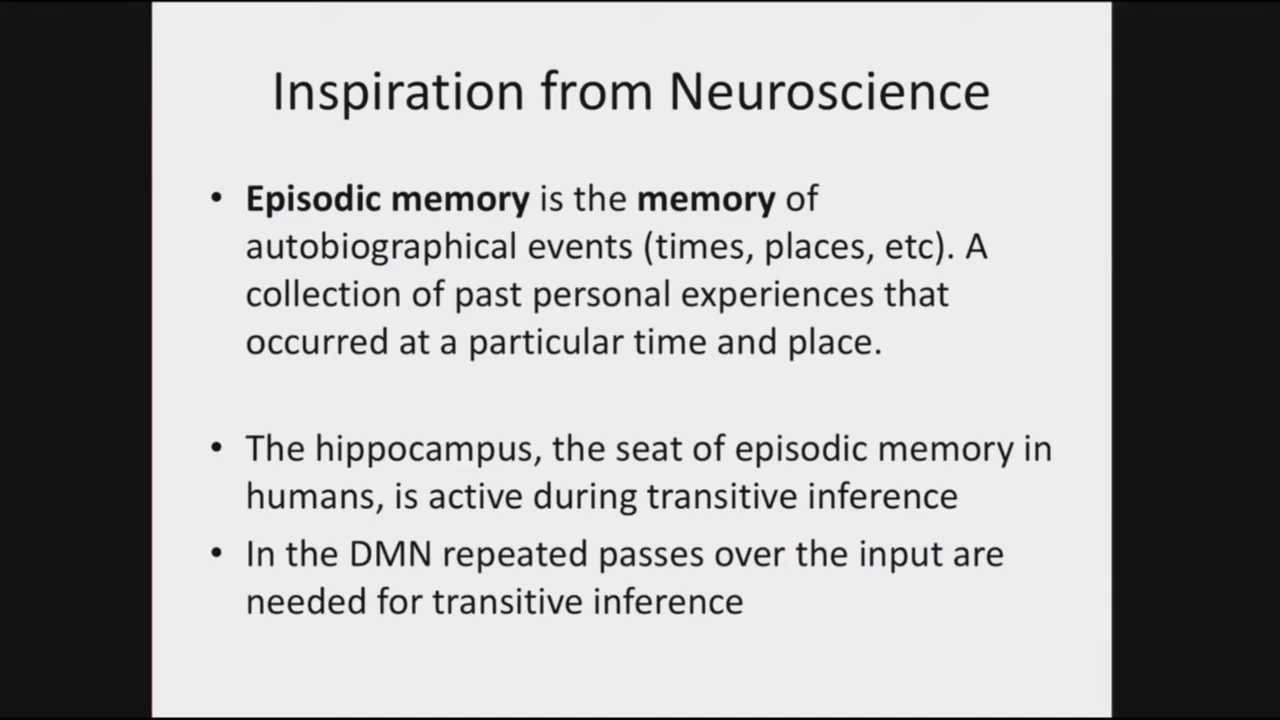 Inspiration from Neuroscience
• Episodic memory is the memory of
autobiographical events (times, places, etc). A
collection of past personal experiences that
occurred at a particular time and place.
• The hippocampus, the seat of episodic memory in
humans, is active during transitive inference
• In the DMN repeated passes over the input are
needed for transitive inference